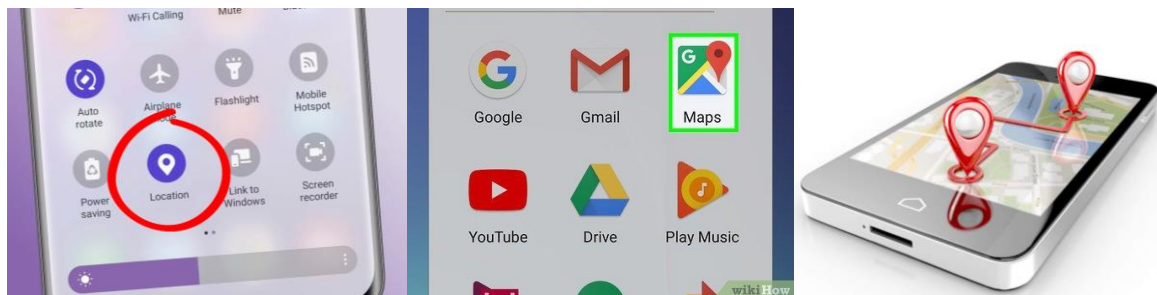 Wi-Fi Calling
Mute
Auto
rotate
Airplane
Flashlight
Mobile
Hotspot
Power
saving
Location
Link to
Windows
Screen
recorder
Google
Gmail
G
Maps
YouTube
Drive
Play Music
wikiHow